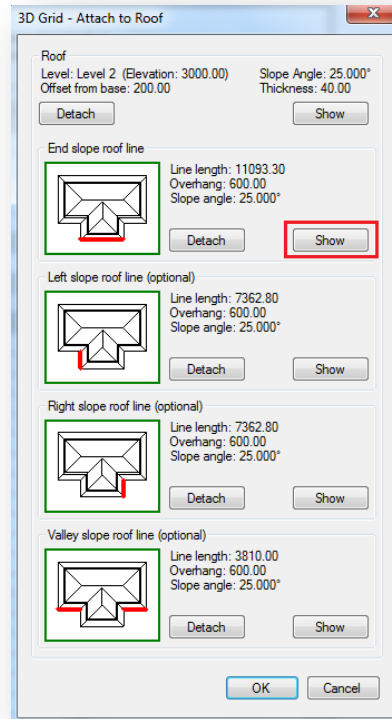 3D Grid - Attach to Roof
Roof
Level: Level 2 (Elevation: 3000.00) Slope Angle: 25.000°
Offset from base: 200.00 Thickness: 40.00
Detach Show
End slope roof line
Line length: 11093.30
Overhang: 600.00
Slope angle: 25.000°
Detach Show
Left slope roof line (optional)
Line length: 7362.80
Overhang: 600.00
Slope angle: 25.000°
Detach Show
Right slope roof line (optional)
Line length: 7362.80
Overhang: 600.00
Slope angle: 25.000°
Detach Show
Valley slope roof line (optional)
Line length: 3810.00
Overhang: 600.00
Slope angle: 25.000°
Detach Show
OK Cancel